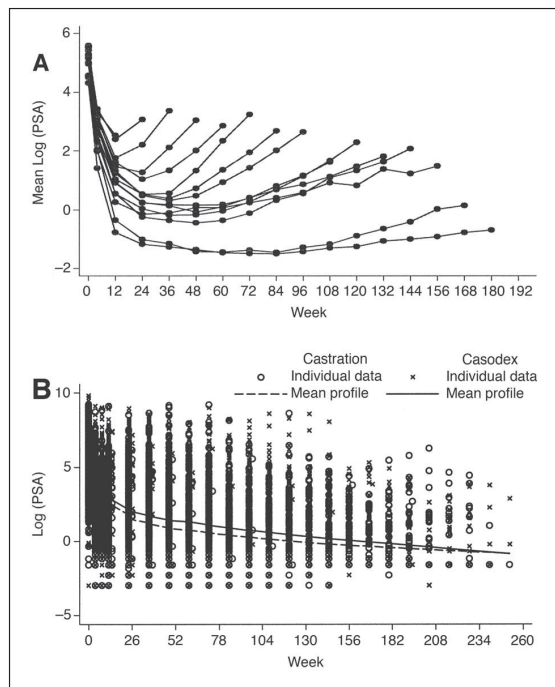 A
6
4
2
0
−2
Mean Log (PSA)
0 12 24 36 48 60 72 84 96 108 120 132 144 156 168 180 192
Week
B
Castration Casodex
Individual data Individual data
Mean profile Mean profile
10
5
0
−5
Log (PSA)
0 26 52 78 104 130 156 182 208 234 260
Week